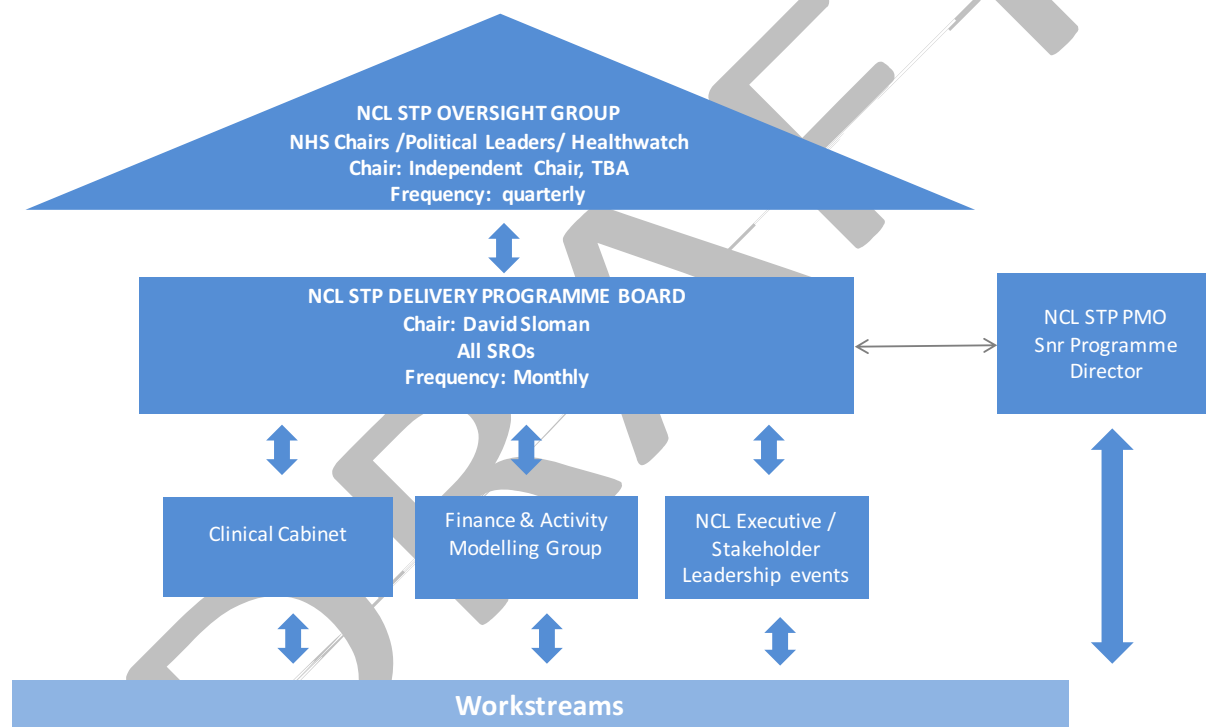 NCL STP OVERSIGHT GROUP
NHS Chairs /Political Leaders/ Healthwatch
Chair: Independent Chair, TBA
Frequency: quarterly
NCL STP DELIVERY PROGRAMME BOARD
Chair: David Sloman
All SROs
Frequency: Monthly
NCL STP PMO
Snr Programme
Director
Clinical Cabinet
Finance & Activity
Modelling Group
NCL Executive /
Stakeholder
Leadership events
Workstreams
DRAFT